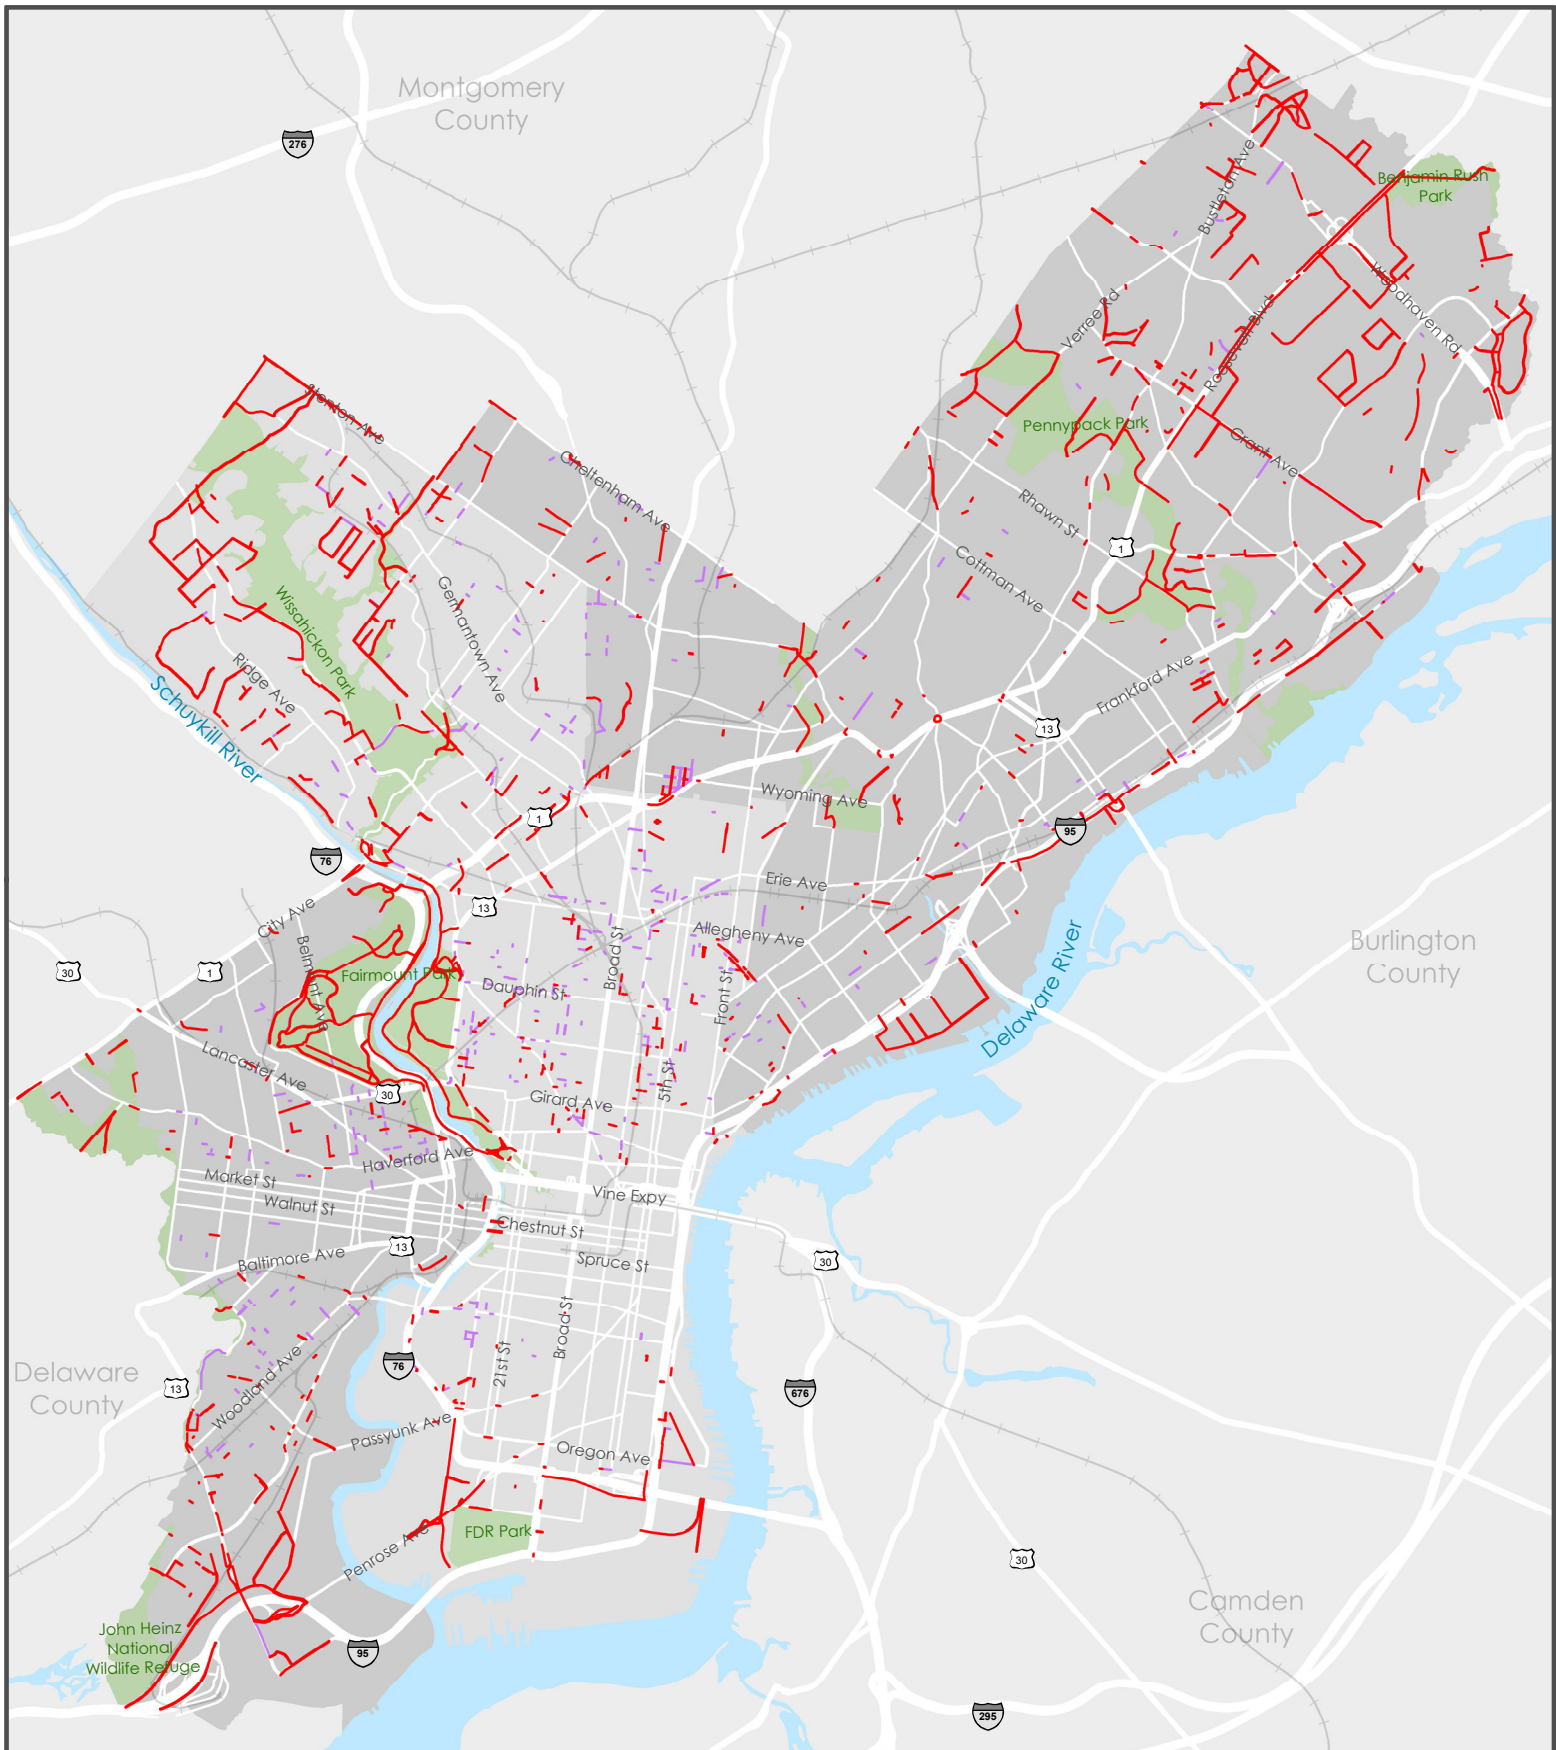 Montgomery
County
276
Bustleton Ave
Benjamin Rush
Park
Woodhaven Rd
Verree Rd
Roosevelt Blvd
Stenton Ave
Cheltenham Ave
Pennypack Park
Grant Ave
Rhawn St
1
Cottman Ave
Germantown Ave
Wissahickon Park
Ridge Ave
Schuykill River
Frankford Ave
13
Wyoming Ave
1
95
76
Erie Ave
13
City Ave
Allegheny Ave
Broad St
Belmont Ave
Burlington
County
30
1
Fairmount Park
Dauphin St
Front St
Delaware River
Lancaster Ave
5th St
30
Girard Ave
Haverford Ave
Market St
Walnut St
Vine Expy
Chestnut St
13
Baltimore Ave
Spruce St
30
Broad St
21st St
Delaware
County
13
76
676
Woodland Ave
Passyunk Ave
Oregon Ave
FDR Park
Penrose Ave
30
Camden
County
John Heinz
National
Wildlife Refuge
95
295